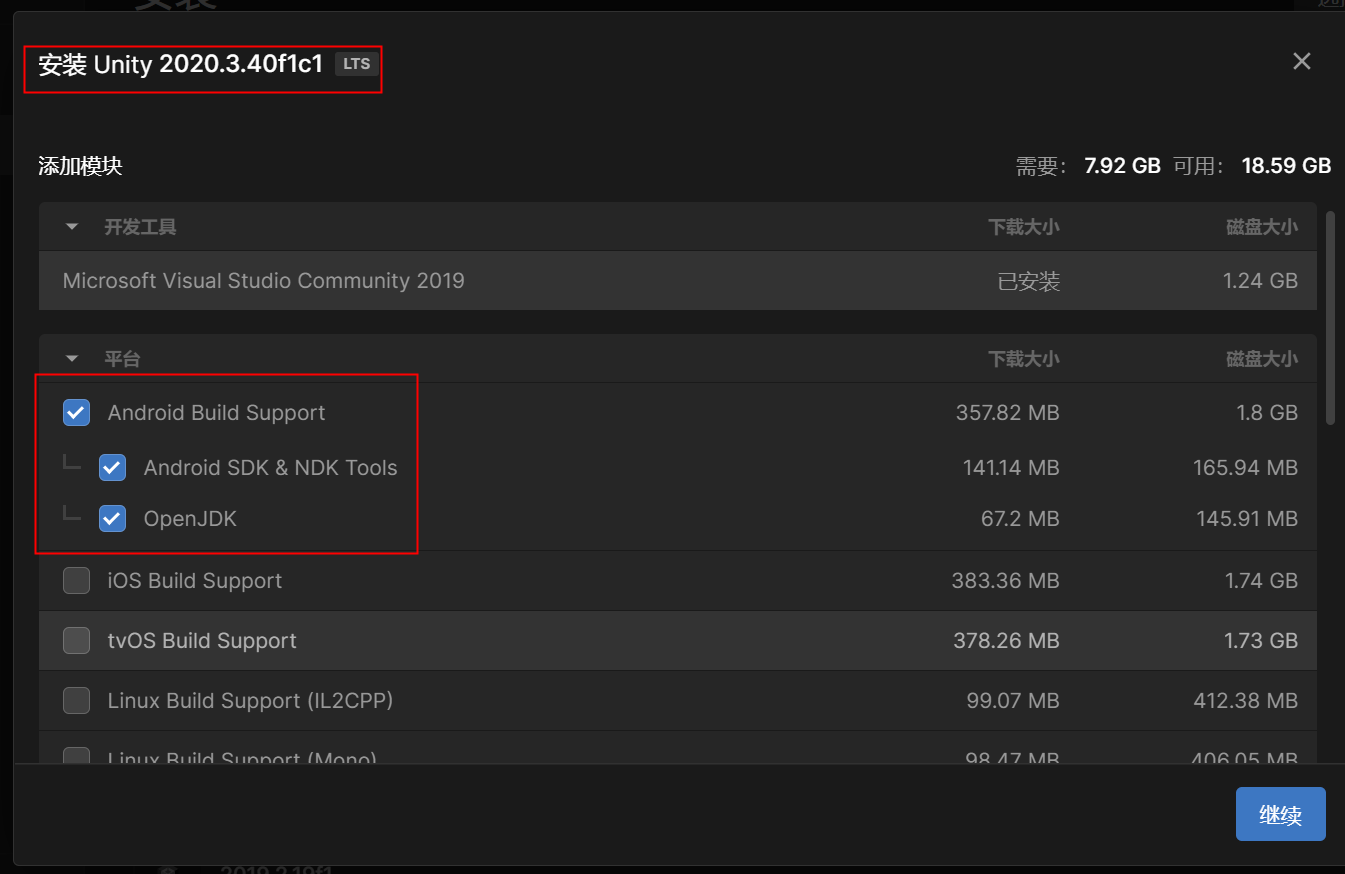 安装 Unity 2020.3.40f1c1 LTS
添加模块 需要： 7.92 GB 可用： 18.59 GB
开发工具 下载大小 磁盘大小
Microsoft Visual Studio Community 2019 已安装 1.24 GB
平台 下载大小 磁盘大小
Android Build Support 357.82 MB 1.8 GB
Android SDK & NDK Tools 141.14 MB 165.94 MB
OpenJDK 67.2 MB 145.91 MB
iOS Build Support 383.36 MB 1.74 GB
tvOS Build Support 378.26 MB 1.73 GB
Linux Build Support (IL2CPP) 99.07 MB 412.38 MB
Linux Build Support (Mono) 98.47 MB 406.05 MB
继续